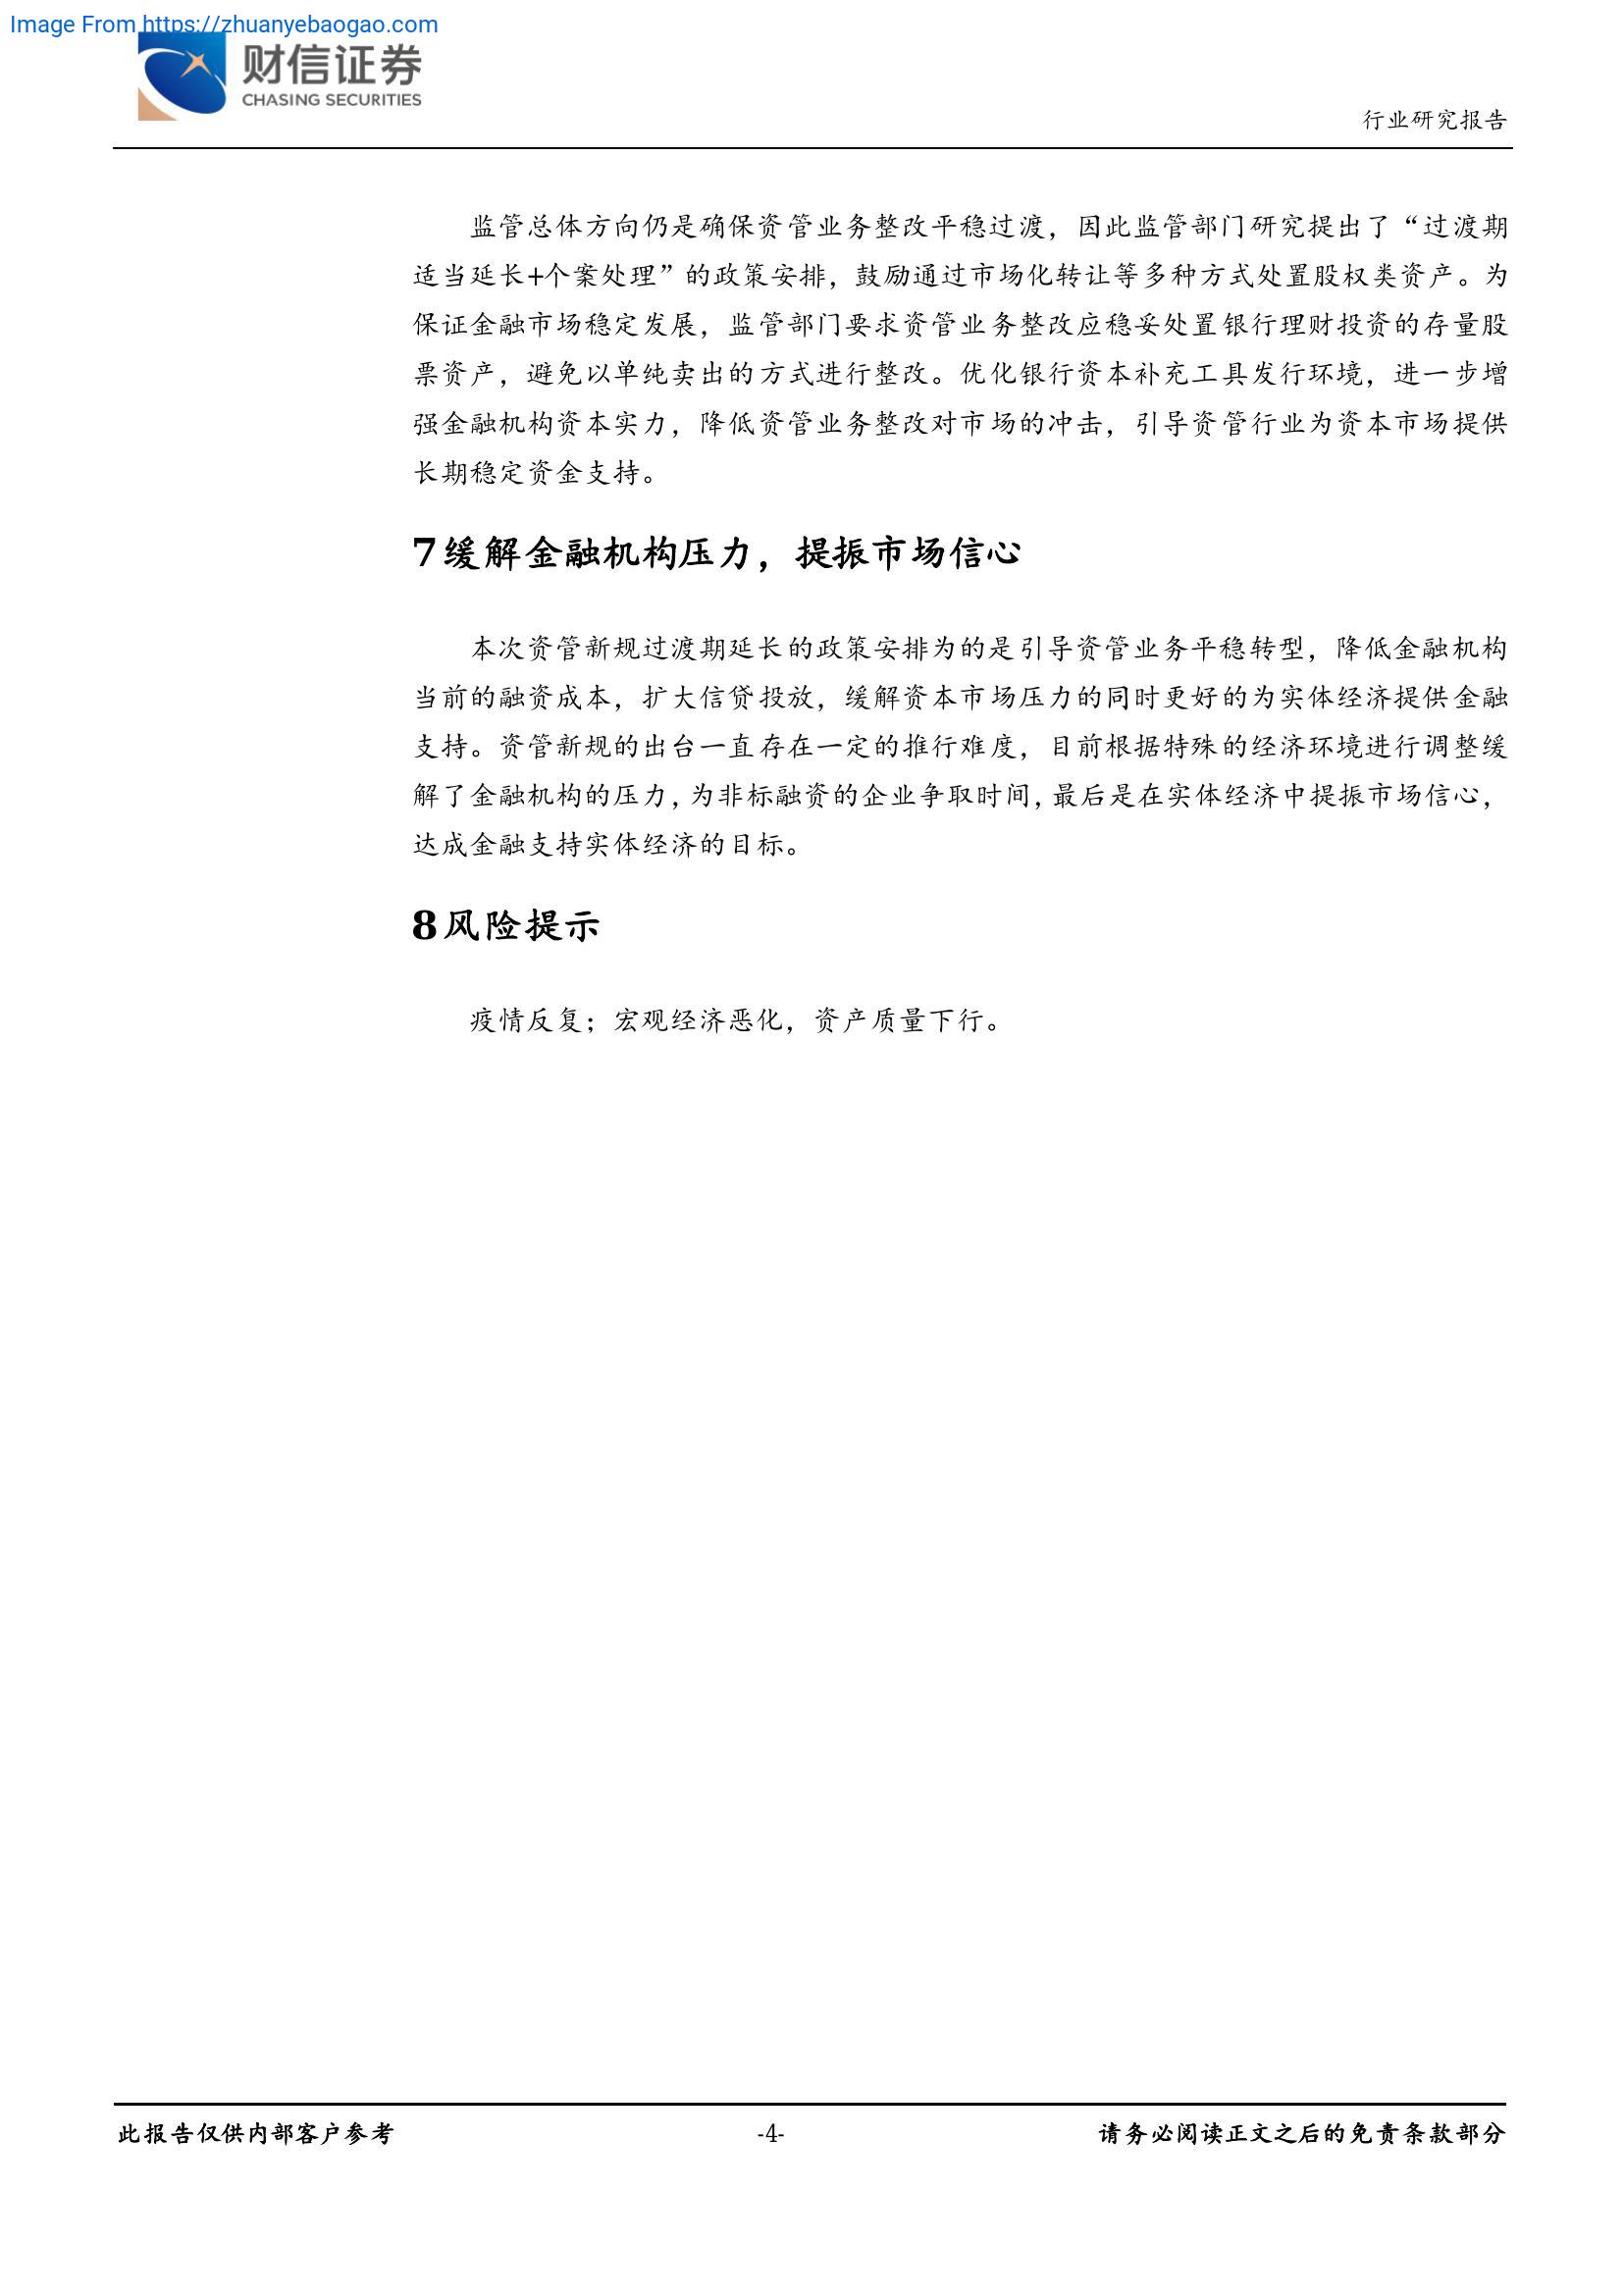 Image From https://zhuanyebaogao.com
财信证券
CHASING SECURITIES
行业研究报告
监管总体方向仍是确保资管业务整改平稳过渡，因此监管部门研究提出了“过渡期
适当延长+个案处理”的政策安排，鼓励通过市场化转让等多种方式处置股权类资产。为
保证金融市场稳定发展，监管部门要求资管业务整改应稳妥处置银行理财投资的存量股
票资产，避免以单纯卖出的方式进行整改。优化银行资本补充工具发行环境，进一步增
强金融机构资本实力，降低资管业务整改对市场的冲击，引导资管行业为资本市场提供
长期稳定资金支持。
7缓解金融机构压力，提振市场信心
本次资管新规过渡期延长的政策安排为的是引导资管业务平稳转型，降低金融机构
当前的融资成本，扩大信贷投放，缓解资本市场压力的同时更好的为实体经济提供金融
支持。资管新规的出台一直存在一定的推行难度，目前根据特殊的经济环境进行调整缓
解了金融机构的压力，为非标融资的企业争取时间，最后是在实体经济中提振市场信心，
达成金融支持实体经济的目标。
8风险提示
疫情反复；宏观经济恶化，资产质量下行。
此报告仅供内部客户参考
-4-
请务必阅读正文之后的免责条款部分